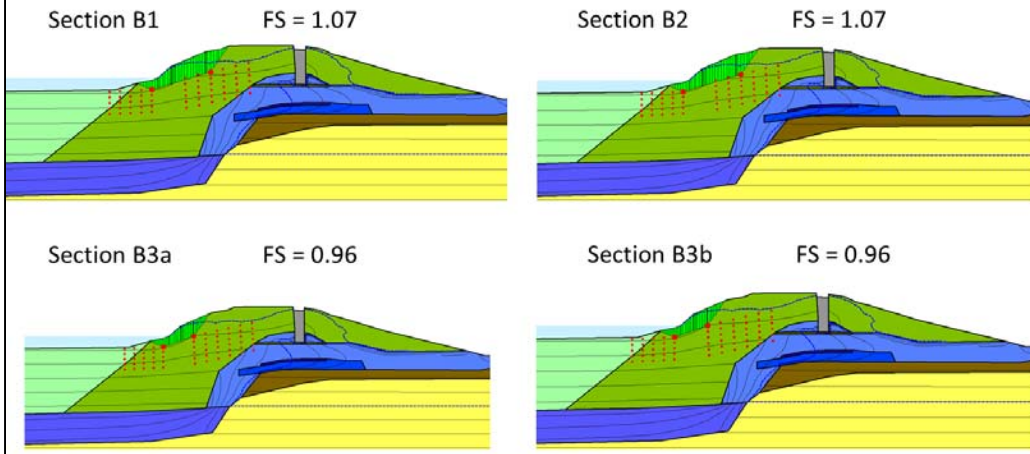 Section B1 FS = 1.07
Section B2 FS = 1.07
Section B3a FS = 0.96
Section B3b FS = 0.96